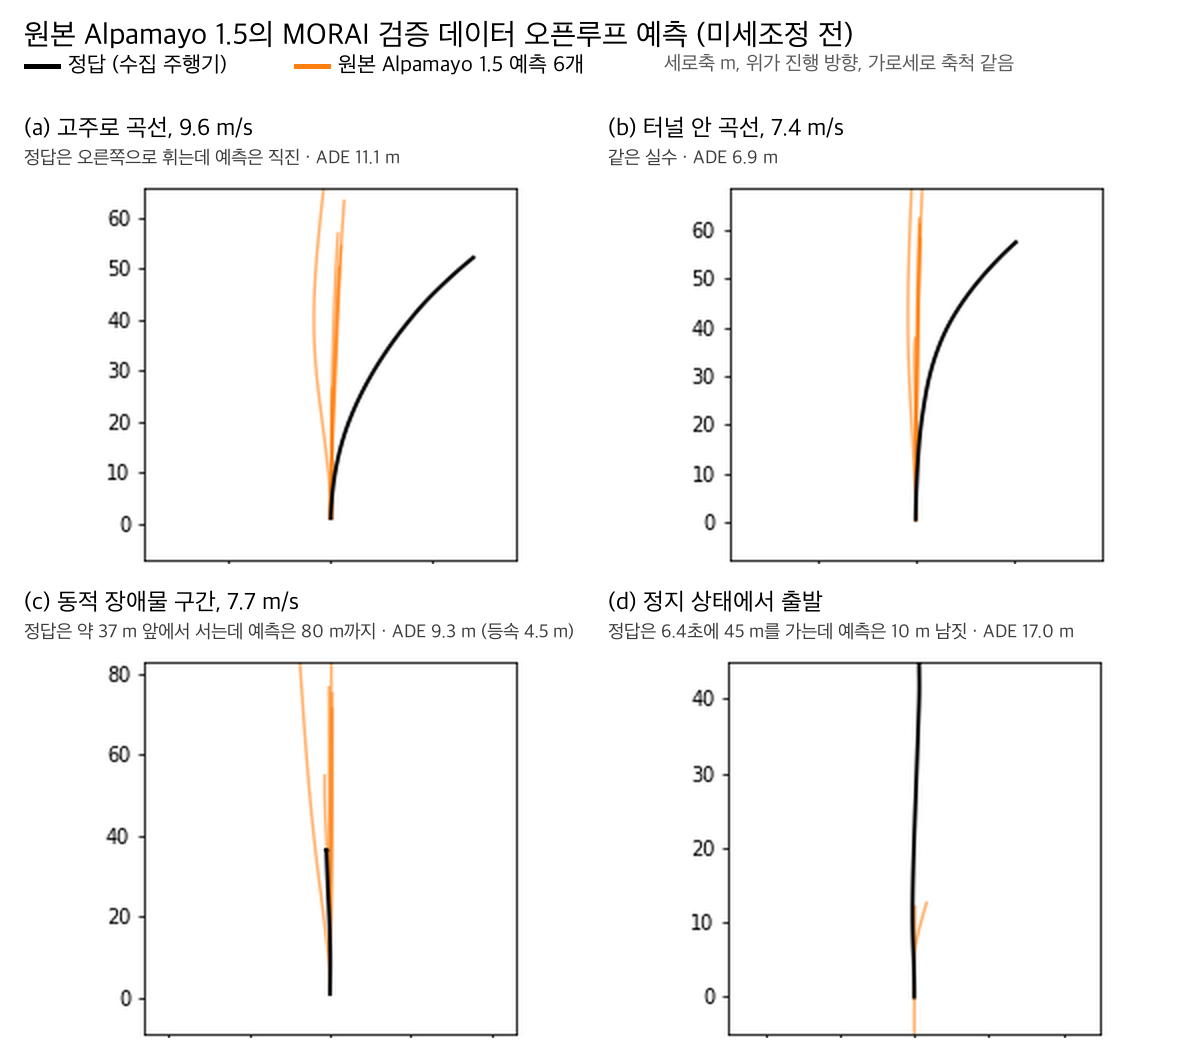 원본 Alpamayo 1.5의 MORAI 검증 데이터 오픈루프 예측 (미세조정 전)
정답 (수집 주행기) 원본 Alpamayo 1.5 예측 6개 세로축 m, 위가 진행 방향, 가로세로 축척 같음
(a) 고주로 곡선, 9.6 m/s
정답은 오른쪽으로 휘는데 예측은 직진 · ADE 11.1 m
60
50
40
30
20
10
0
(b) 터널 안 곡선, 7.4 m/s
같은 실수 · ADE 6.9 m
60
50
40
30
20
10
0
(c) 동적 장애물 구간, 7.7 m/s
정답은 약 37 m 앞에서 서는데 예측은 80 m까지 · ADE 9.3 m (등속 4.5 m)
80
60
40
20
0
(d) 정지 상태에서 출발
정답은 6.4초에 45 m를 가는데 예측은 10 m 남짓 · ADE 17.0 m
40
30
20
10
0